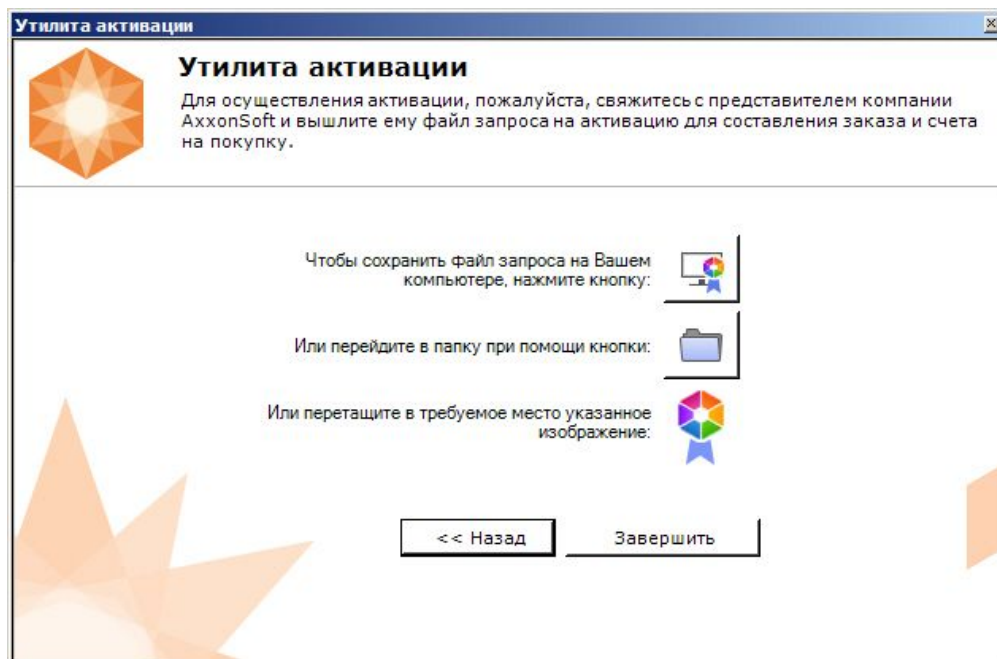 Утилита активации
Утилита активации
Для осуществления активации, пожалуйста, свяжитесь с представителем компании
AxxonSoft и вышлите ему файл запроса на активацию для составления заказа и счета
на покупку.
Чтобы сохранить файл запроса на Вашем
компьютере, нажмите кнопку:
Или перейдите в папку при помощи кнопки:
Или перетащите в требуемое место указанное
изображение:
<< Назад
Завершить